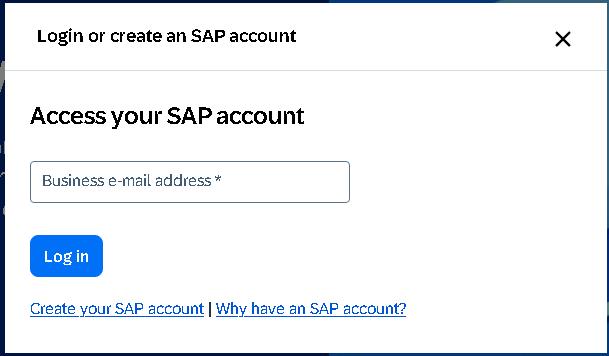 Login or create an SAP account
Access your SAP account
Business e-mail address *
Log in
Create your SAP account | Why have an SAP account?